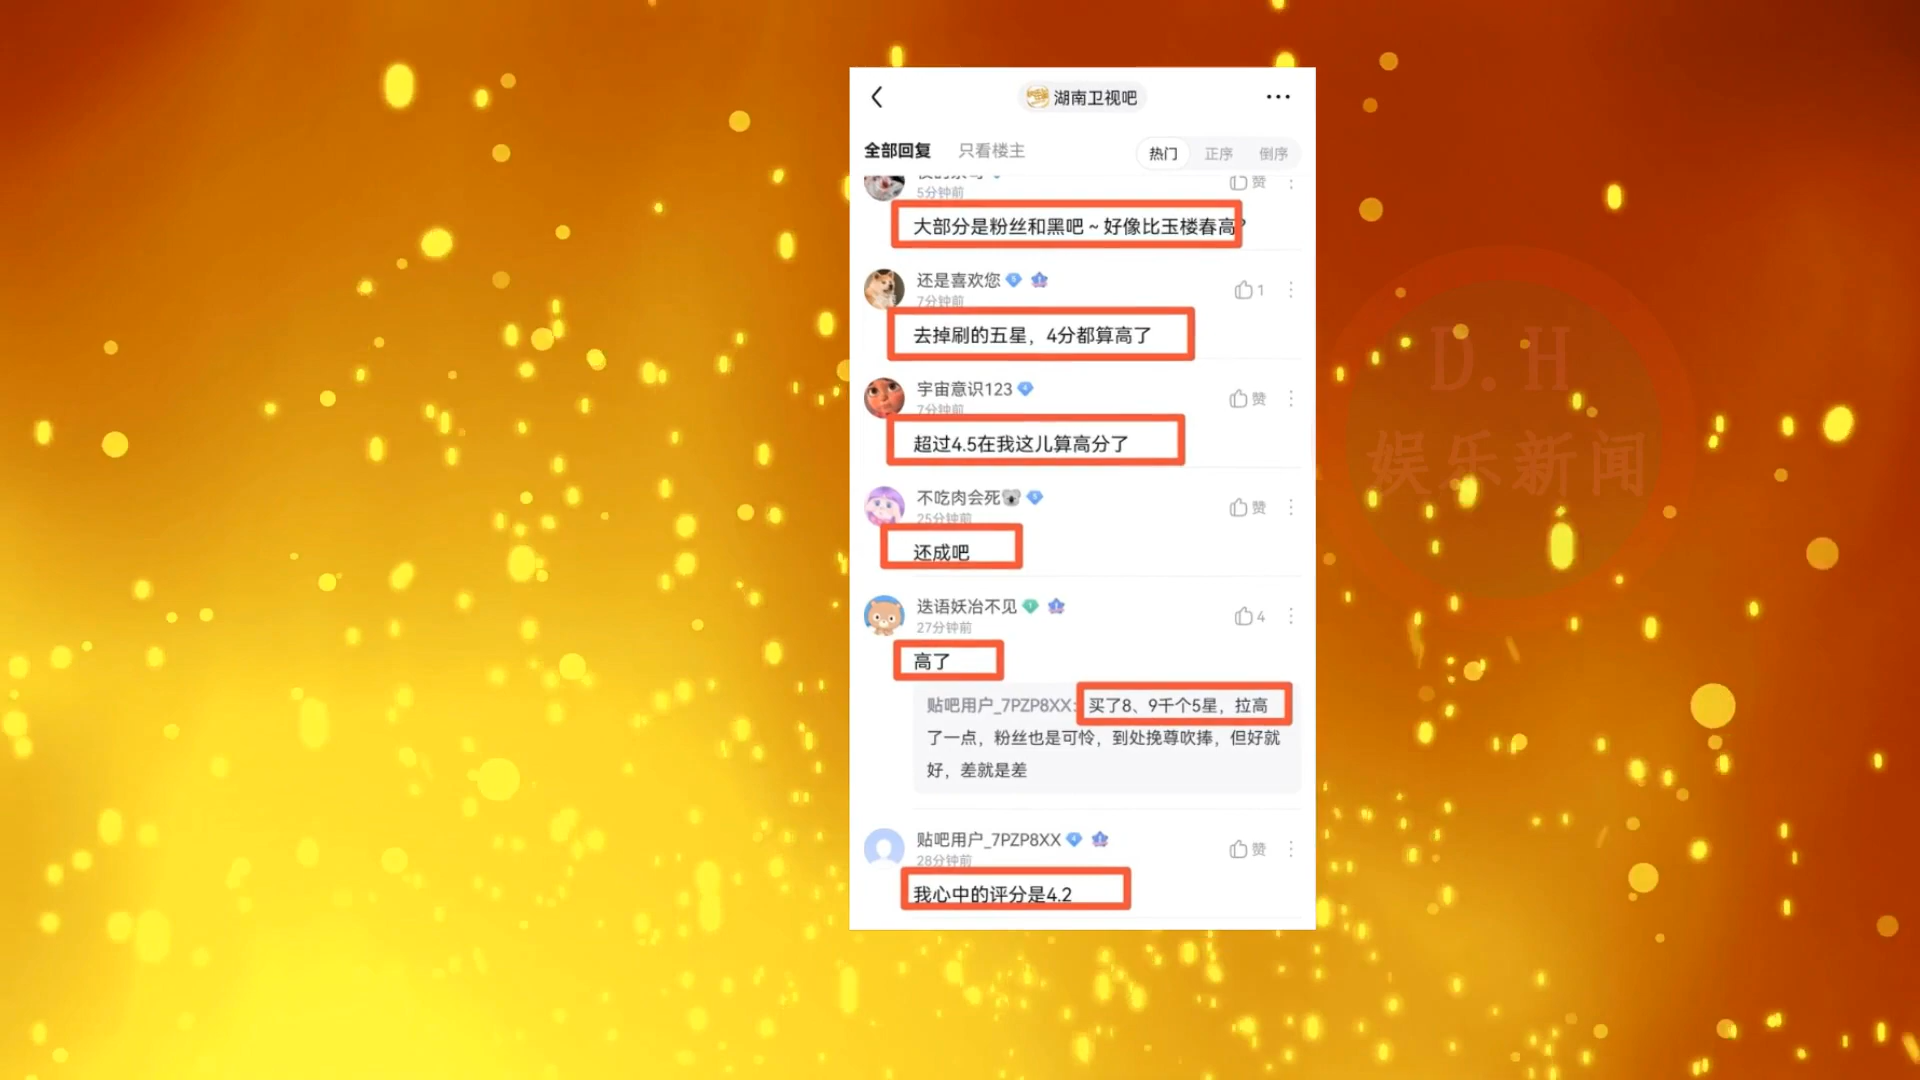 湖南卫视吧
全部回复 只看楼主 热门 正序 倒序
5分钟前 赞
大部分是粉丝和黑吧~好像比玉楼春高?
还是喜欢您
7分钟前 1
去掉刷的五星，4分都算高了
宇宙意识123
7分钟前 赞
超过4.5在我这儿算高分了
不吃肉会死
25分钟前 赞
还成吧
迭语妖冶不见
27分钟前 4
高了
贴吧用户_7PZP8XX: 买了8、9千个5星，拉高
了一点，粉丝也是可怜，到处挽尊吹捧，但好就
好，差就是差
贴吧用户_7PZP8XX
28分钟前 赞
我心中的评分是4.2
D.H
娱乐新闻